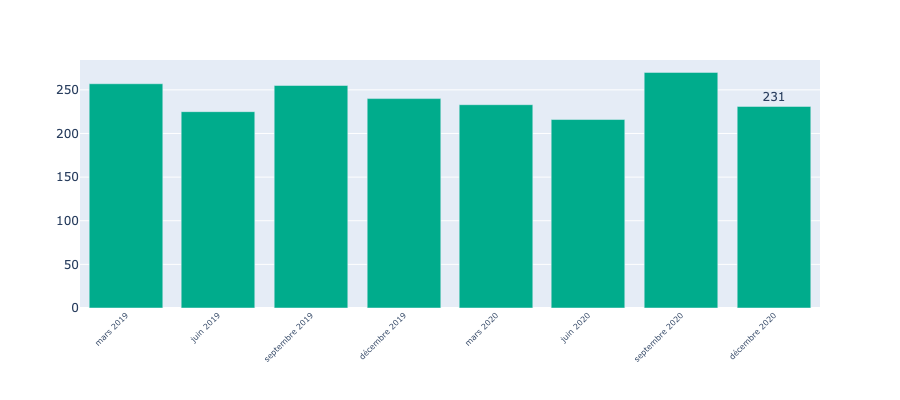 250
200
150
100
50
0
231
mars 2019
juin 2019
septembre 2019
décembre 2019
mars 2020
juin 2020
septembre 2020
décembre 2020